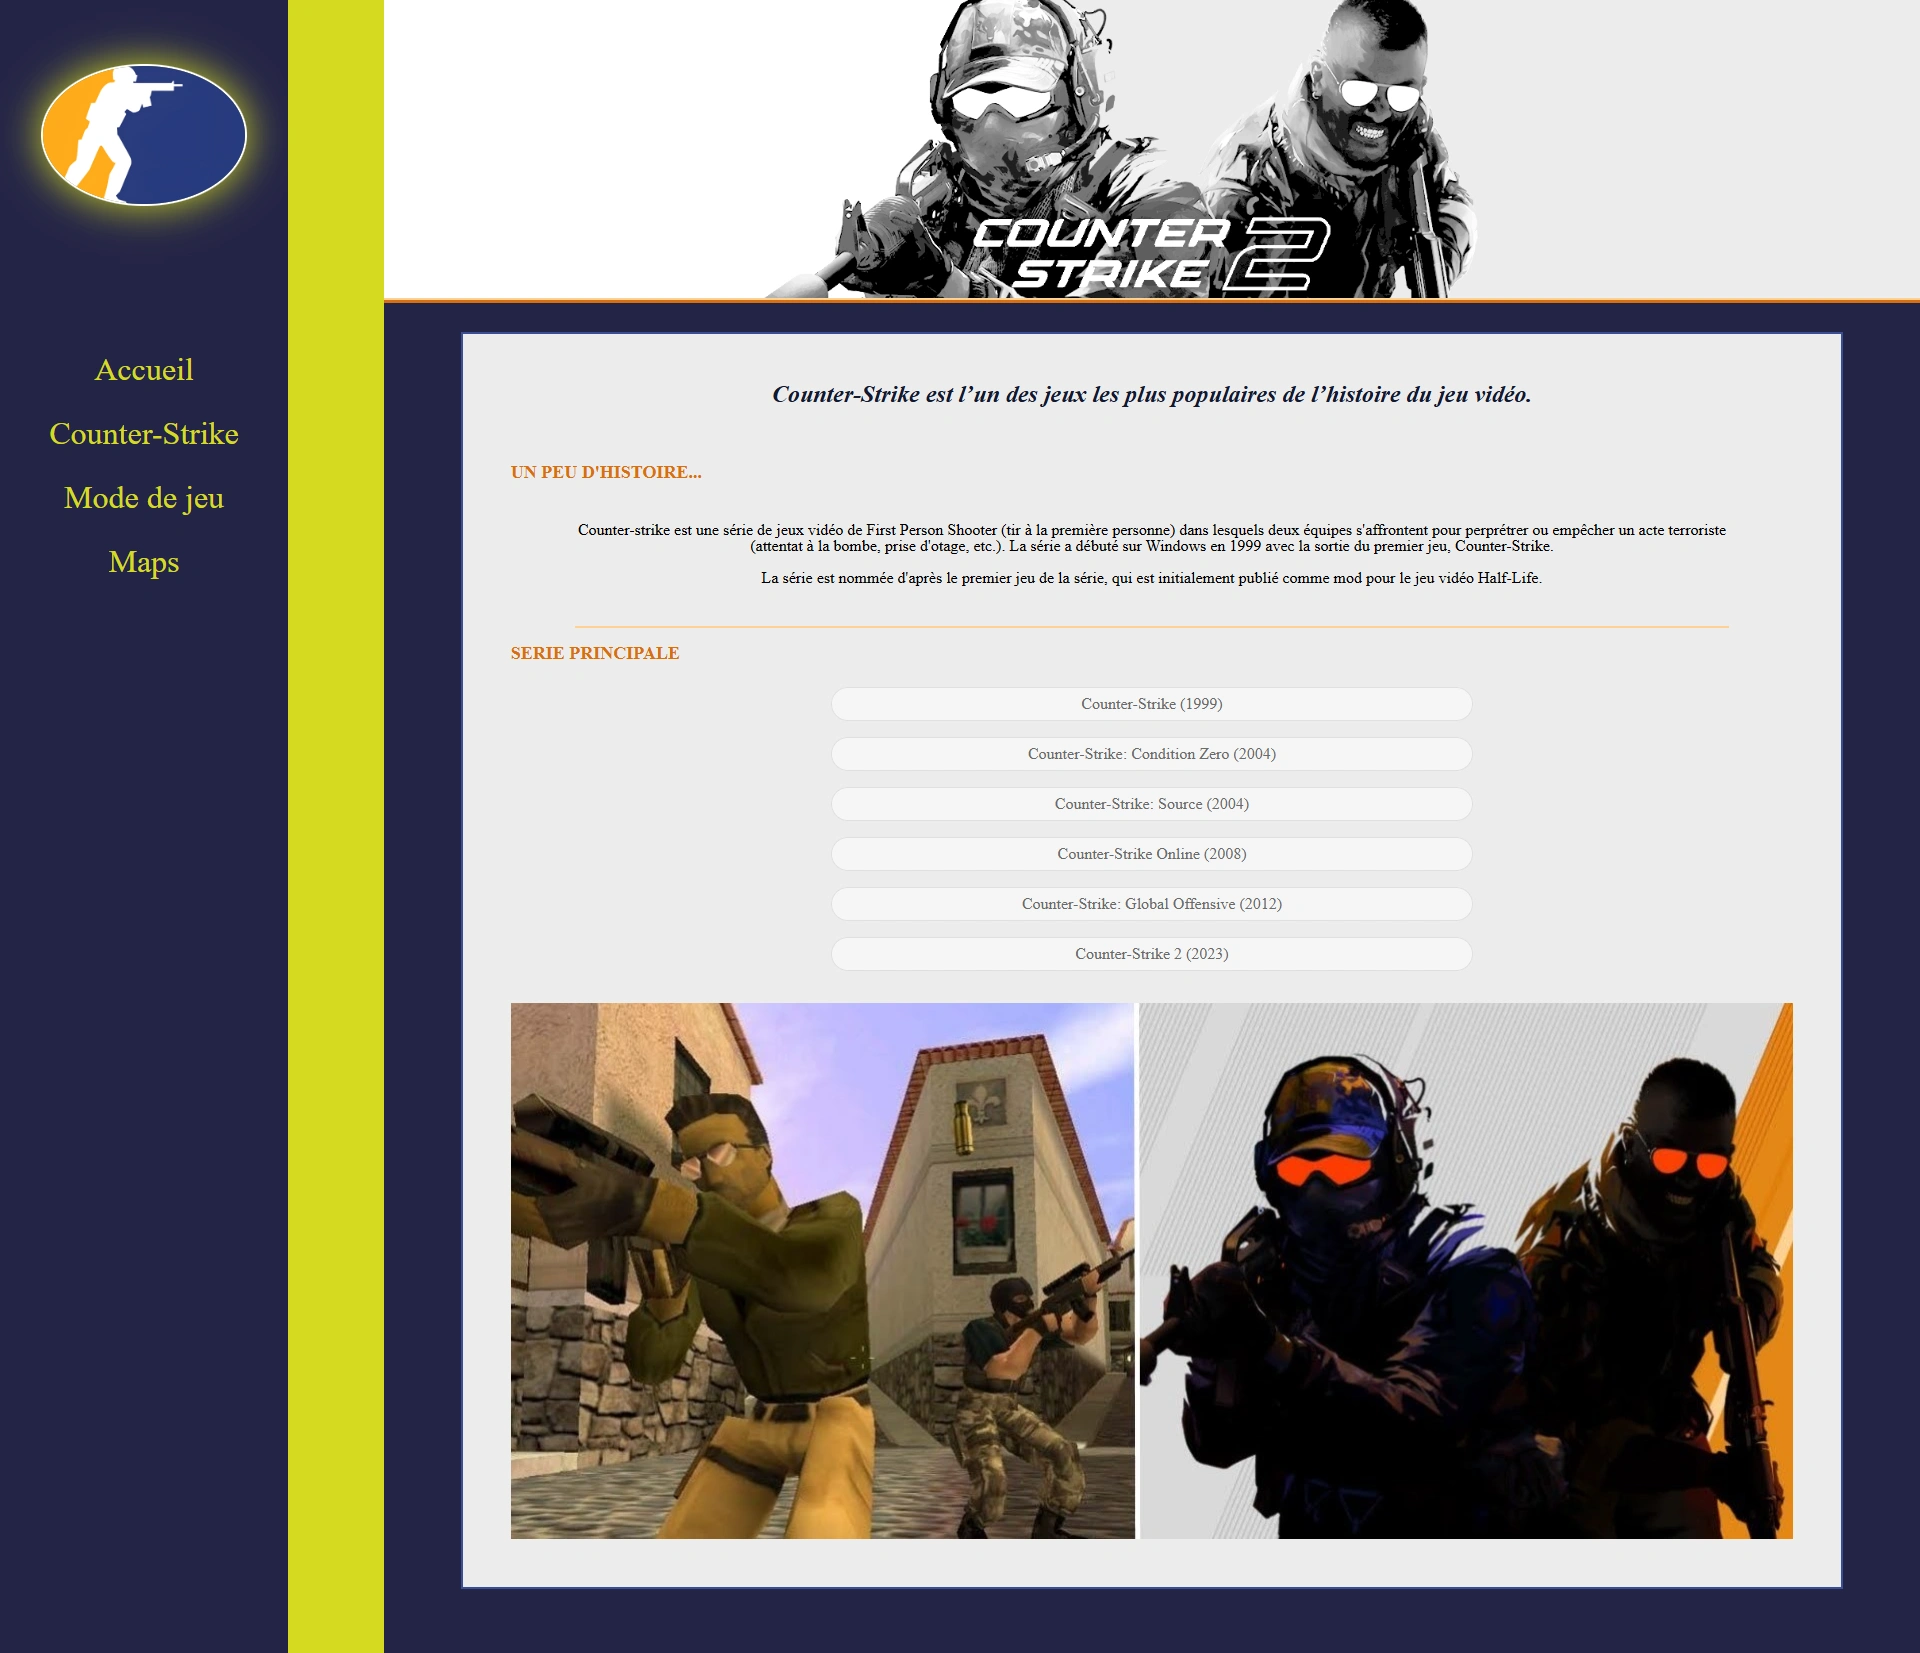 Accueil
Counter-Strike
Mode de jeu
Maps
COUNTER
STRIKE 2
Counter-Strike est l’un des jeux les plus populaires de l’histoire du jeu vidéo.
UN PEU D'HISTOIRE...
Counter-strike est une série de jeux vidéo de First Person Shooter (tir à la première personne) dans lesquels deux équipes s'affrontent pour perprétrer ou empêcher un acte terroriste
(attentat à la bombe, prise d'otage, etc.). La série a débuté sur Windows en 1999 avec la sortie du premier jeu, Counter-Strike.
La série est nommée d'après le premier jeu de la série, qui est initialement publié comme mod pour le jeu vidéo Half-Life.
SERIE PRINCIPALE
Counter-Strike (1999)
Counter-Strike: Condition Zero (2004)
Counter-Strike: Source (2004)
Counter-Strike Online (2008)
Counter-Strike: Global Offensive (2012)
Counter-Strike 2 (2023)